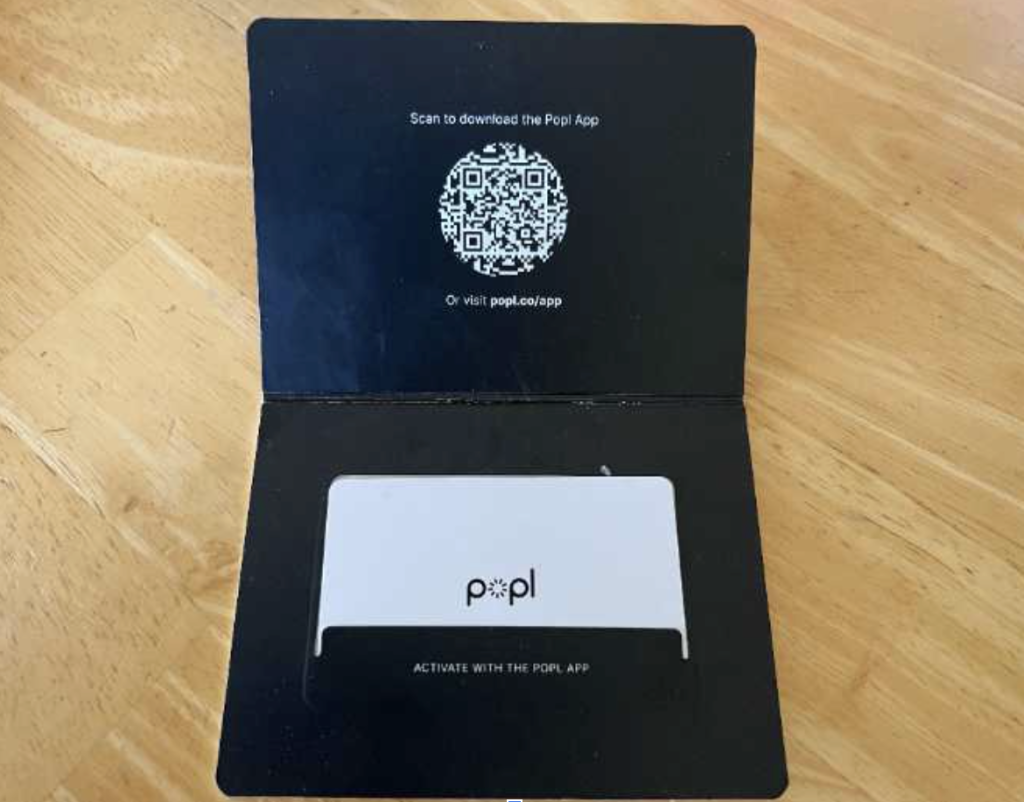 Scan to download the Popl App
Or visit popl.co/app
popl
ACTIVATE WITH THE POPL APP